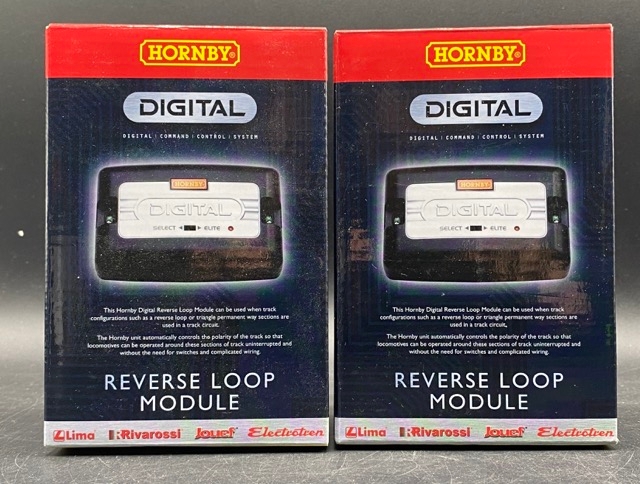 HORNBY®
DIGITAL
DIGITAL | COMMAND | CONTROL | SYSTEM
HORNBY
DIGITAL
SELECT ELITE
This Hornby Digital Reverse Loop Module can be used when track
configurations such as a reverse loop or triangle permanent way sections are
used in a track circuit.
The Hornby unit automatically controls the polarity of the track so that
locomotives can be operated around these sections of track uninterrupted and
without the need for switches and complicated wiring.
REVERSE LOOP
MODULE
Lima Rivarossi Jouef Electrotren
HORNBY®
DIGITAL
DIGITAL | COMMAND | CONTROL | SYSTEM
HORNBY
DIGITAL
SELECT ELITE
This Hornby Digital Reverse Loop Module can be used when track
configurations such as a reverse loop or triangle permanent way sections are
used in a track circuit.
The Hornby unit automatically controls the polarity of the track so that
locomotives can be operated around these sections of track uninterrupted and
without the need for switches and complicated wiring.
REVERSE LOOP
MODULE
Lima Rivarossi Jouef Electrotren